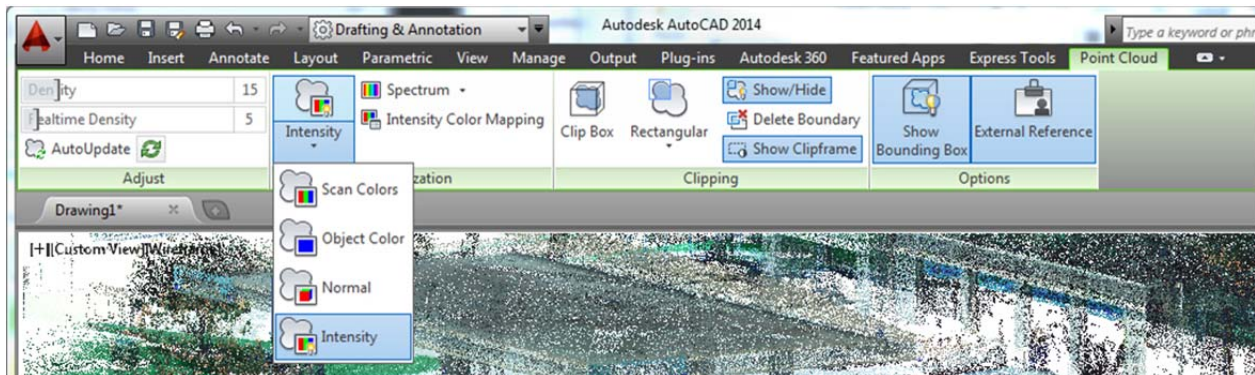 Drafting & Annotation
Autodesk AutoCAD 2014
Type a keyword or phr
Home Insert Annotate Layout Parametric View Manage Output Plug-ins Autodesk 360 Featured Apps Express Tools Point Cloud
Density 15
Realtime Density 5
AutoUpdate
Adjust
Intensity
Spectrum
Intensity Color Mapping
zation
Scan Colors
Object Color
Normal
Intensity
Clip Box
Rectangular
Show/Hide
Delete Boundary
Show Clipframe
Clipping
Show
Bounding Box
External Reference
Options
Drawing1*
[+][Custom View][Wireframe]